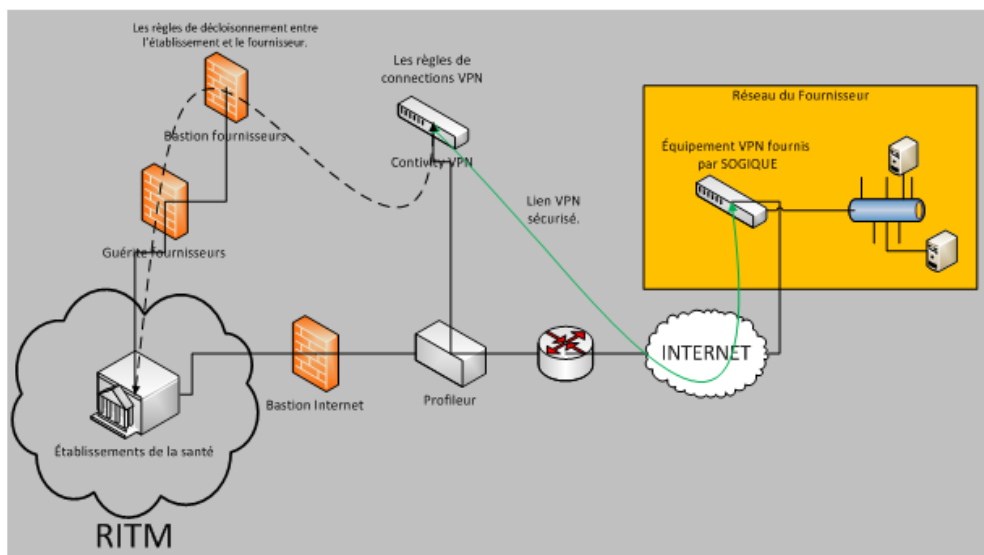 Les règles de décloisonnement entre
l'établissement et le fournisseur.
Les règles de
connections VPN
Réseau du Fournisseur
Bastion fournisseurs
Équipement VPN fournis
par SOGIQUE
Contivity VPN
Lien VPN
sécurisé.
Guérite fournisseurs
INTERNET
Bastion Internet
Profileur
Établissements de la santé
RITM